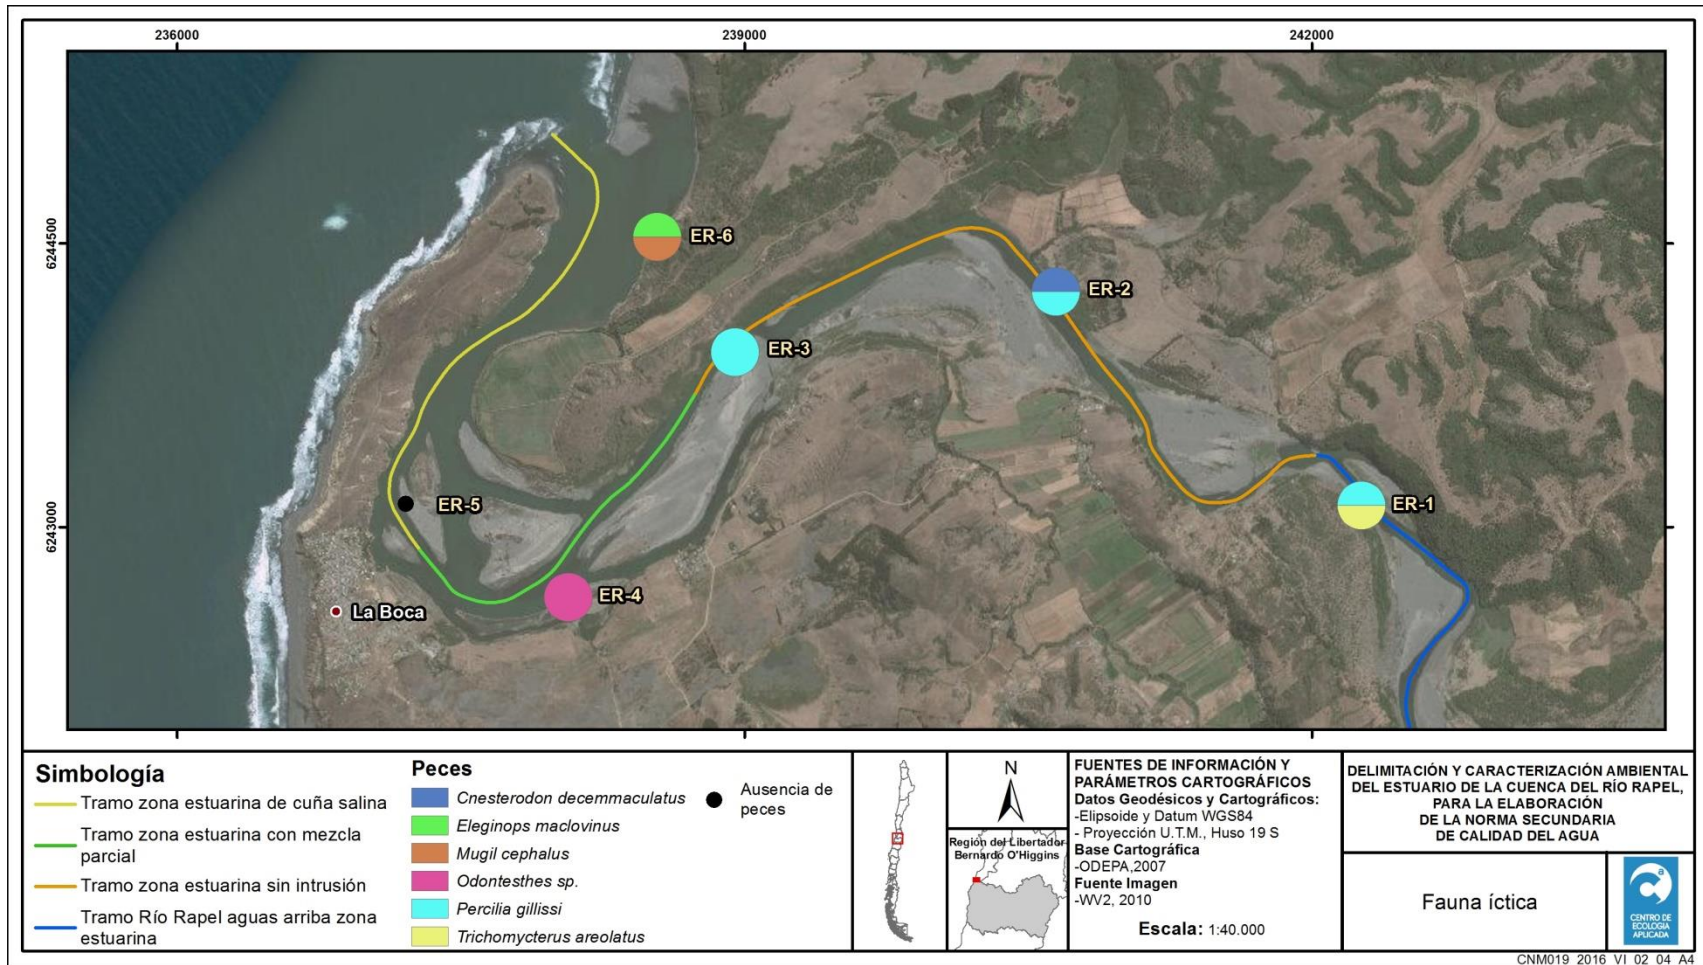 236000
239000
242000
6244500
6243000
ER-6
ER-2
ER-3
ER-5
ER-1
ER-4
La Boca
Simbología
Tramo zona estuarina de cuña salina
Tramo zona estuarina con mezcla
parcial
Tramo zona estuarina sin intrusión
Tramo Río Rapel aguas arriba zona
estuarina
Peces
Cnesterodon decemmaculatus
Eleginops maclovinus
Mugil cephalus
Odontesthes sp.
Percilia gillissi
Trichomycterus areolatus
Ausencia de
peces
N
Región del Libertador
Bernardo O'Higgins
FUENTES DE INFORMACIÓN Y
PARÁMETROS CARTOGRÁFICOS
Datos Geodésicos y Cartográficos:
-Elipsoide y Datum WGS84
- Proyección U.T.M., Huso 19 S
Base Cartográfica
-ODEPA,2007
Fuente Imagen
-WV2, 2010
Escala: 1:40.000
DELIMITACIÓN Y CARACTERIZACIÓN AMBIENTAL
DEL ESTUARIO DE LA CUENCA DEL RÍO RAPEL,
PARA LA ELABORACIÓN
DE LA NORMA SECUNDARIA
DE CALIDAD DEL AGUA
Fauna íctica
a
CENTRO DE
ECOLOGÍA
APLICADA
CNM019_2016_VI_02_04_A4